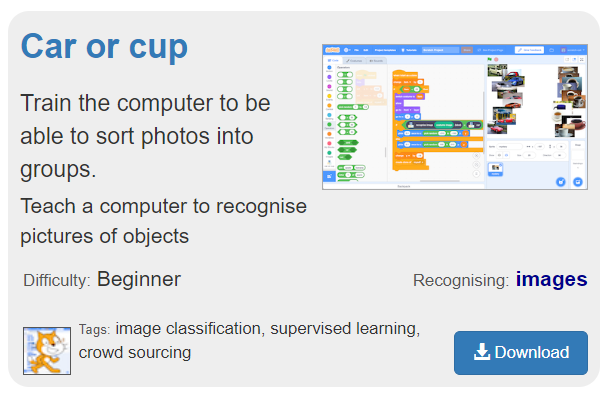 Car or cup
Train the computer to be
able to sort photos into
groups.
Teach a computer to recognise
pictures of objects
Difficulty: Beginner
Recognising: images
Tags: image classification, supervised learning,
crowd sourcing
Download